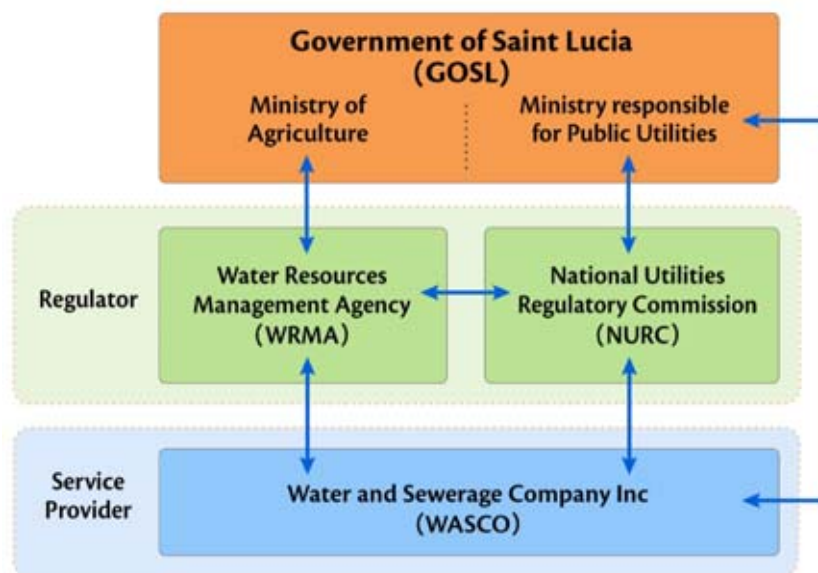 Government of Saint Lucia
(GOSL)
Ministry of
Agriculture
Ministry responsible
for Public Utilities
Regulator
Water Resources
Management Agency
(WRMA)
National Utilities
Regulatory Commission
(NURC)
Service
Provider
Water and Sewerage Company Inc
(WASCO)